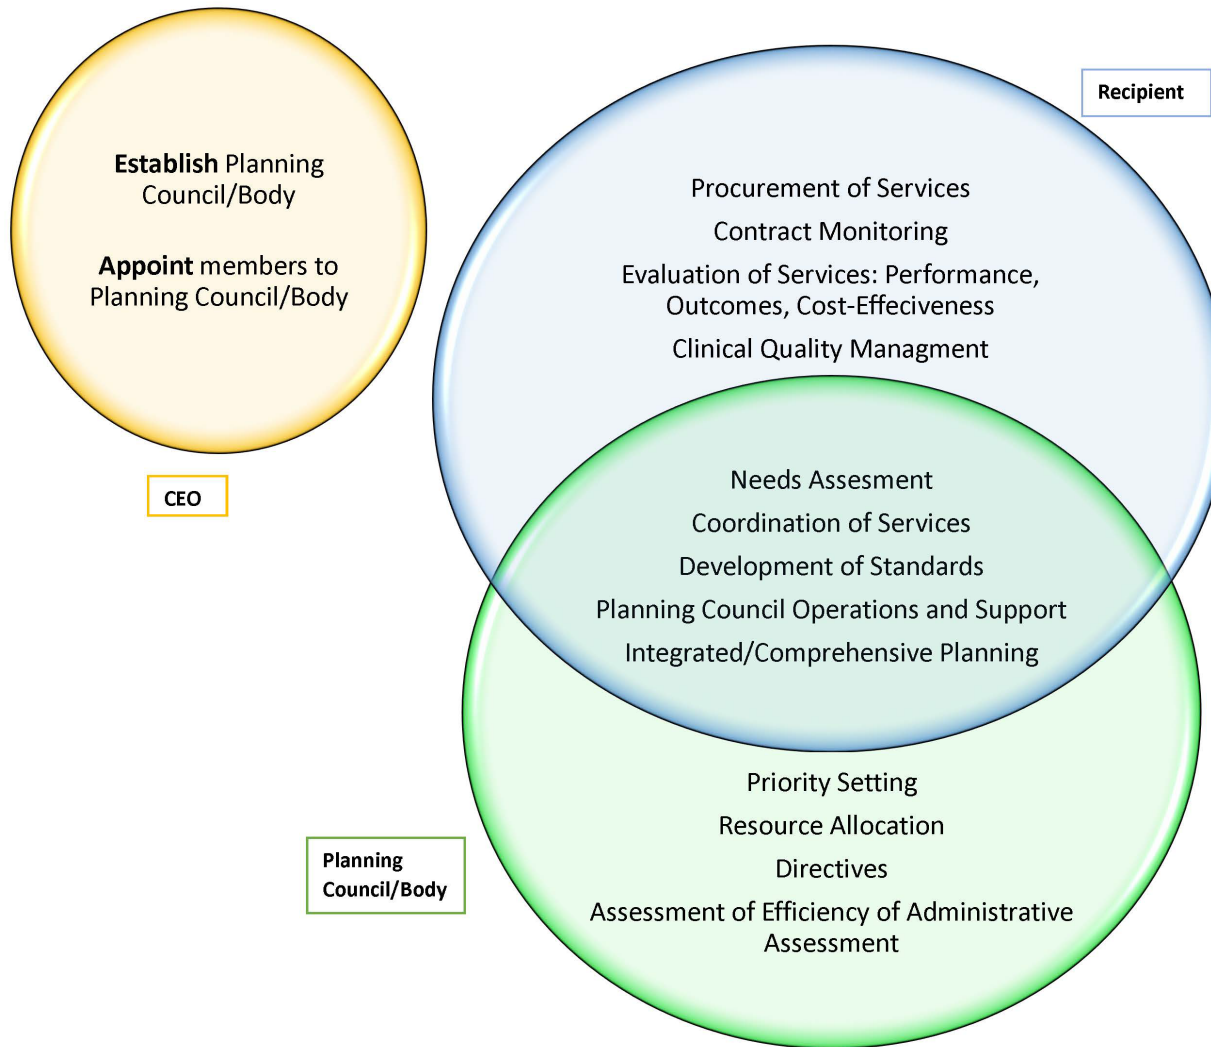 Establish Planning
Council/Body
Appoint members to
Planning Council/Body
CEO
Recipient
Procurement of Services
Contract Monitoring
Evaluation of Services: Performance,
Outcomes, Cost-Effeciveness
Clinical Quality Managment
Needs Assesment
Coordination of Services
Development of Standards
Planning Council Operations and Support
Integrated/Comprehensive Planning
Priority Setting
Resource Allocation
Directives
Assessment of Efficiency of Administrative
Assessment
Planning
Council/Body